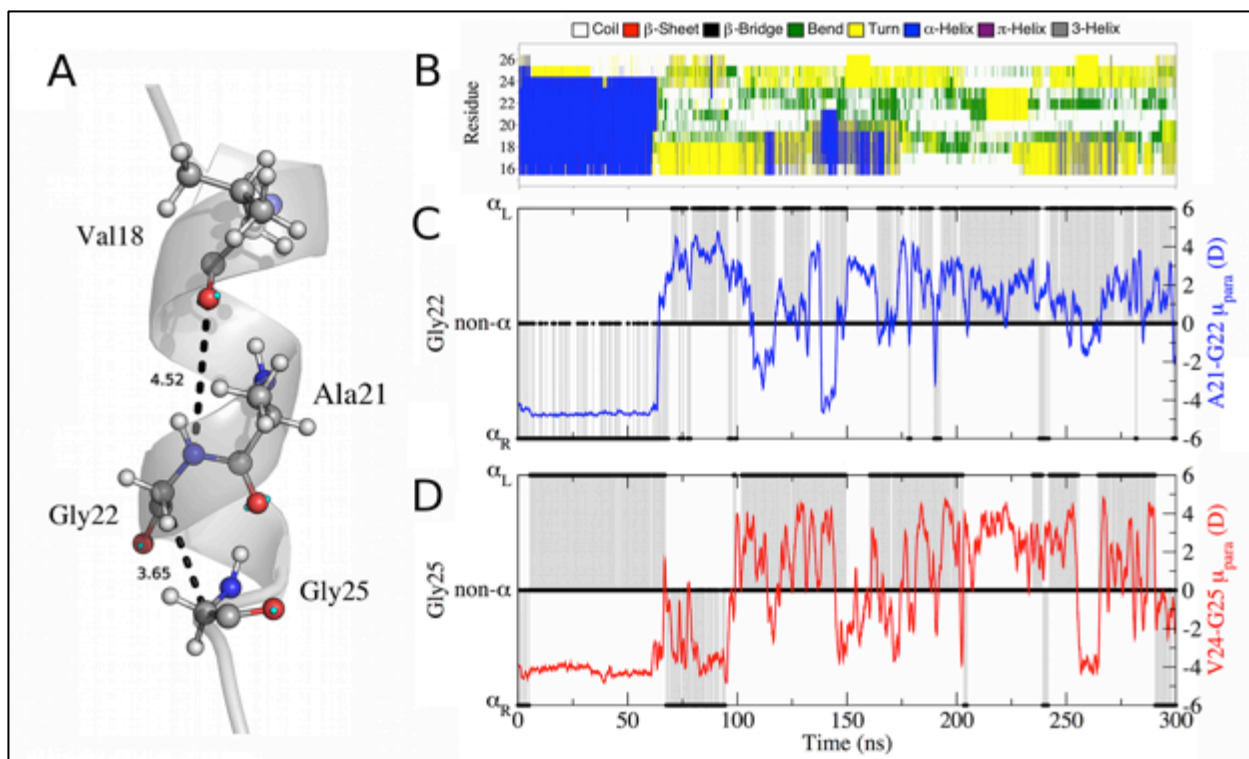 A
Val18
4.52
Ala21
Gly22
3.65
Gly25
B
Coil β-Sheet β-Bridge Bend Turn α-Helix π-Helix 3-Helix
Residue
26
24
22
20
18
16
C
Gly22
αL
non-α
αR
6
4
2
0
-2
-4
-6
A21-G22 μpara (D)
D
Gly25
αL
non-α
αR
6
4
2
0
-2
-4
-6
V24-G25 μpara (D)
0 50 100 150 200 250 300
Time (ns)